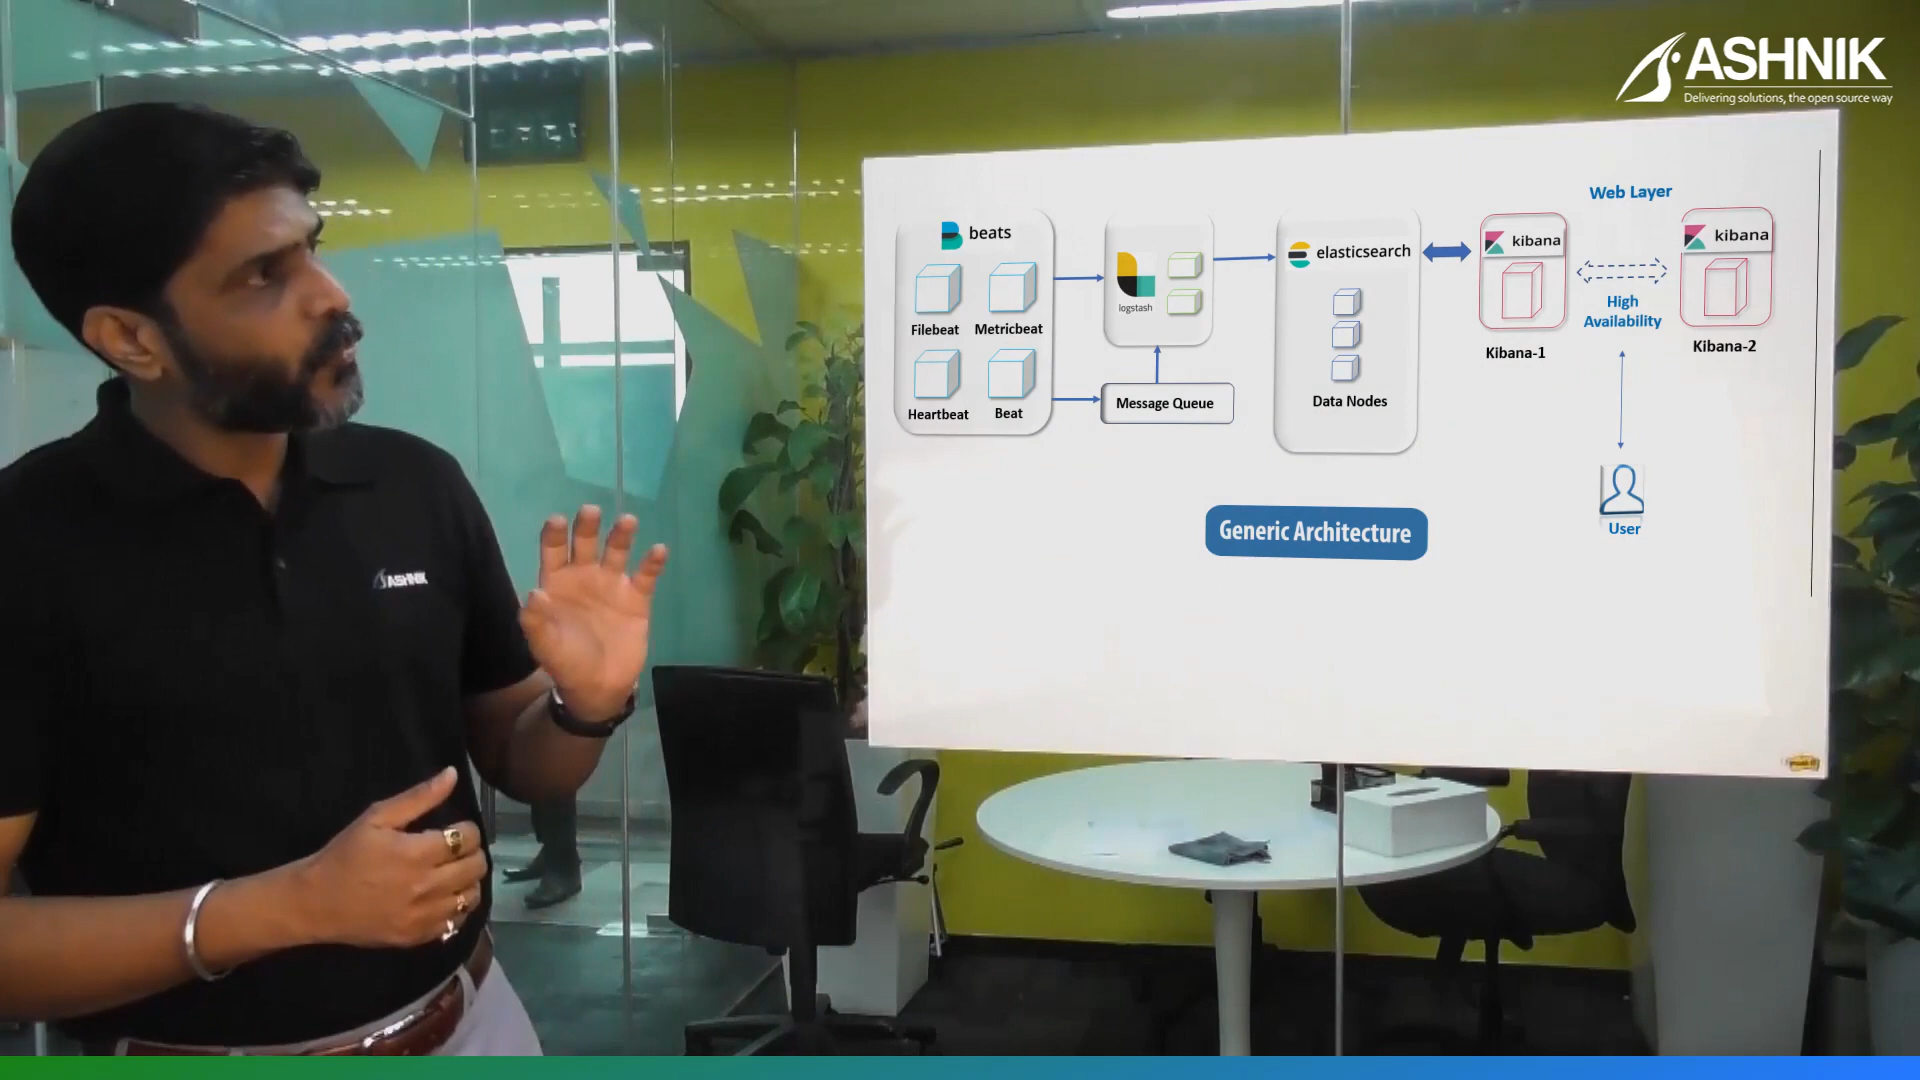 ASHNIK
Delivering solutions, the open source way
Web Layer
beats
logstash
elasticsearch
kibana
kibana
Filebeat
Metricbeat
Heartbeat
Beat
Message Queue
Data Nodes
High
Availability
Kibana-1
Kibana-2
User
Generic Architecture
ASHNIK